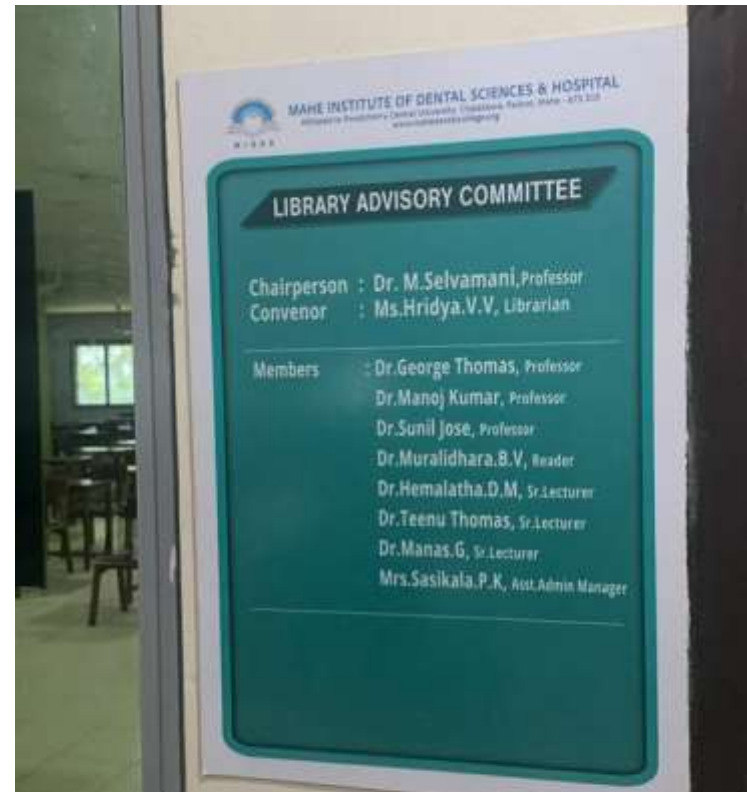 MAHE INSTITUTE OF DENTAL SCIENCES & HOSPITAL
MINDS
LIBRARY ADVISORY COMMITTEE
Chairperson : Dr. M.Selvamani,Professor
Convenor : Ms.Hridya.V.V, Librarian
Members : Dr.George Thomas, Professor
Dr.Manoj Kumar, Professor
Dr.Sunil Jose, Professor
Dr.Muralidhara.B.V, Reader
Dr.Hemalatha.D.M, Sr.Lecturer
Dr.Teenu Thomas, Sr.Lecturer
Dr.Manas.G, Sr.Lecturer
Mrs.Sasikala.P.K, Asst.Admin Manager